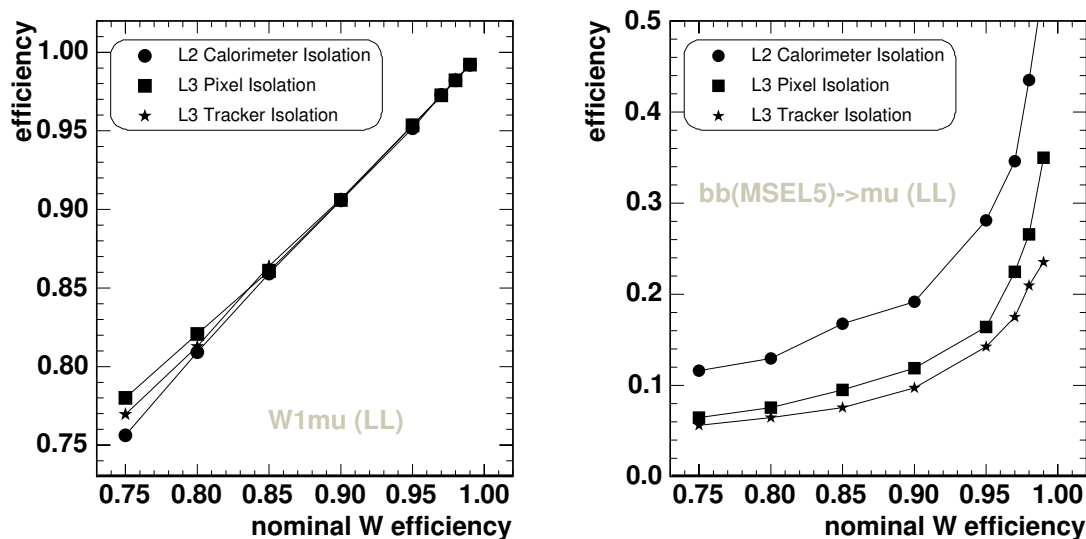 efficiency
1.00
0.95
0.90
0.85
0.80
0.75
L2 Calorimeter Isolation
L3 Pixel Isolation
L3 Tracker Isolation
W1mu (LL)
0.75 0.80 0.85 0.90 0.95 1.00
nominal W efficiency
efficiency
0.5
0.4
0.3
0.2
0.1
0.0
L2 Calorimeter Isolation
L3 Pixel Isolation
L3 Tracker Isolation
bb(MSEL5)->mu (LL)
0.75 0.80 0.85 0.90 0.95 1.00
nominal W efficiency